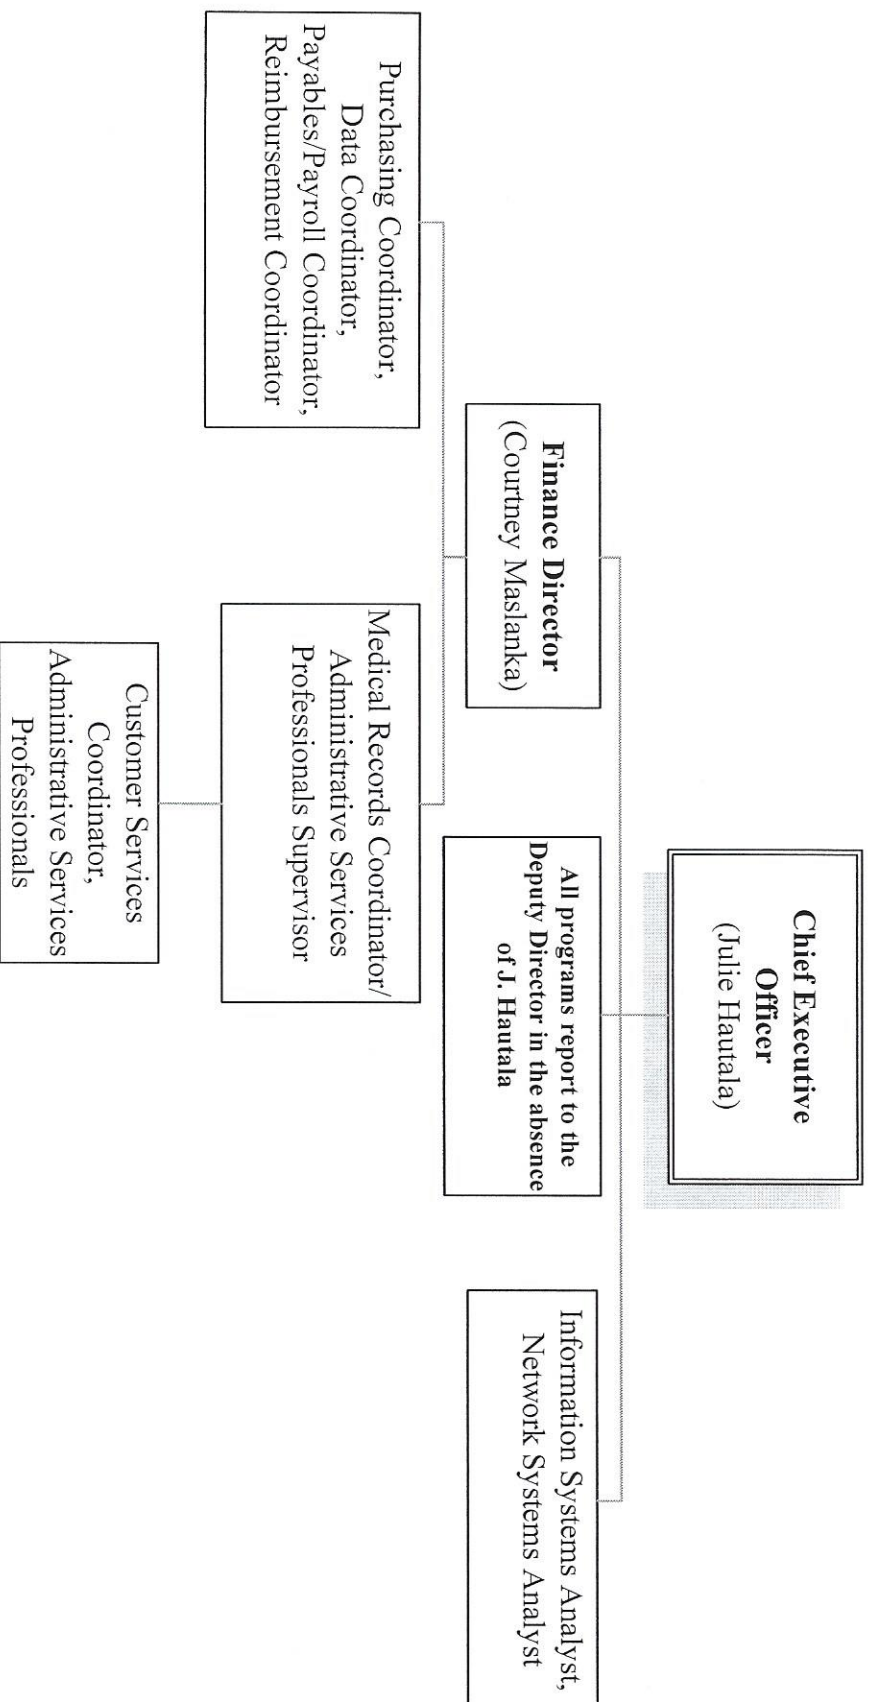 Chief Executive
Officer
(Julie Hautala)
Finance Director
(Courtney Maslanka)
All programs report to the
Deputy Director in the absence
of J. Hautala
Information Systems Analyst,
Network Systems Analyst
Purchasing Coordinator,
Data Coordinator,
Payables/Payroll Coordinator,
Reimbursement Coordinator
Medical Records Coordinator/
Administrative Services
Professionals Supervisor
Customer Services
Coordinator,
Administrative Services
Professionals